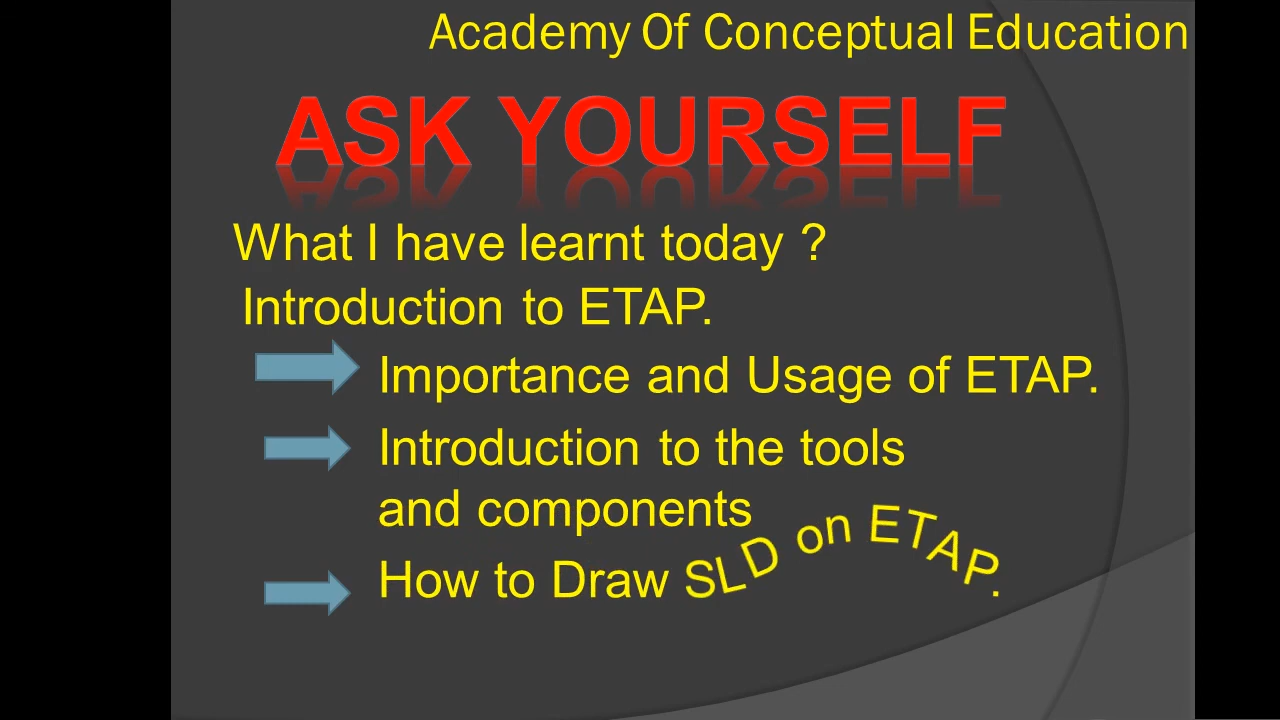 Academy Of Conceptual Education
ASK YOURSELF
What I have learnt today ?
Introduction to ETAP.
Importance and Usage of ETAP.
Introduction to the tools
and components
How to Draw SLD on ETAP.